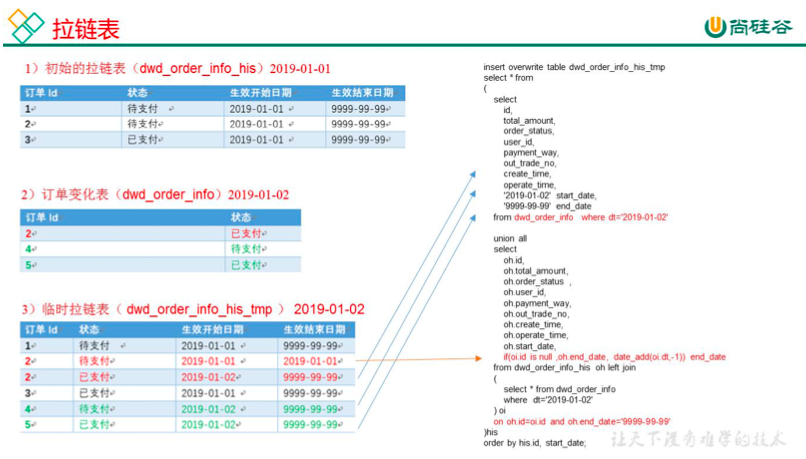 拉链表
尚硅谷
1）初始的拉链表（dwd_order_info_his）2019-01-01
订单 Id 状态 生效开始日期 生效结束日期
1 待支付 2019-01-01 9999-99-99
2 待支付 2019-01-01 9999-99-99
3 已支付 2019-01-01 9999-99-99
2）订单变化表（dwd_order_info）2019-01-02
订单 Id 状态
2 已支付
4 待支付
5 已支付
3）临时拉链表（ dwd_order_info_his_tmp ） 2019-01-02
订单 Id 状态 生效开始日期 生效结束日期
1 待支付 2019-01-01 9999-99-99
2 待支付 2019-01-01 2019-01-01
2 已支付 2019-01-02 9999-99-99
3 已支付 2019-01-01 9999-99-99
4 待支付 2019-01-02 9999-99-99
5 已支付 2019-01-02 9999-99-99
insert overwrite table dwd_order_info_his_tmp
select * from
(
select
id,
total_amount,
order_status,
user_id,
payment_way,
out_trade_no,
create_time,
operate_time,
'2019-01-02' start_date,
'9999-99-99' end_date
from dwd_order_info where dt='2019-01-02'
union all
select
oh.id,
oh.total_amount,
oh.order_status ,
oh.user_id,
oh.payment_way,
oh.out_trade_no,
oh.create_time,
oh.operate_time,
oh.start_date,
if(oi.id is null ,oh.end_date, date_add(oi.dt,-1)) end_date
from dwd_order_info_his oh left join
(
select * from dwd_order_info
where dt='2019-01-02'
) oi
on oh.id=oi.id and oh.end_date='9999-99-99'
)his
order by his.id, start_date;
让天下没有难学的技术